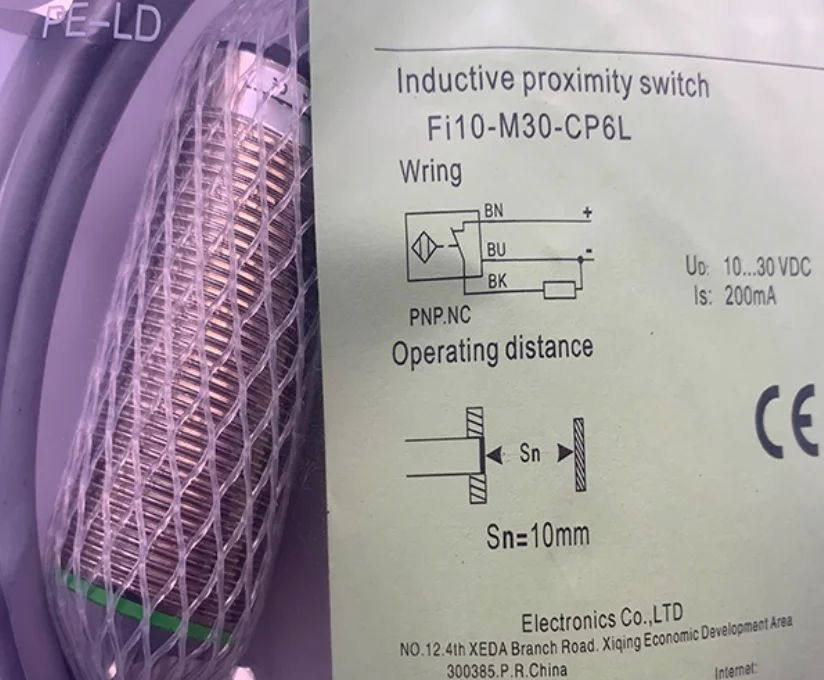 PE-LD
Inductive proximity switch
Fi10-M30-CP6L
Wring
BN +
BU -
BK
PNP.NC
UD: 10...30 VDC
Is: 200mA
Operating distance
Sn
CE
Sn=10mm
Electronics Co.,LTD
NO.12.4th XEDA Branch Road. Xiqing Economic Development Area
300385.P.R.China
Internet: